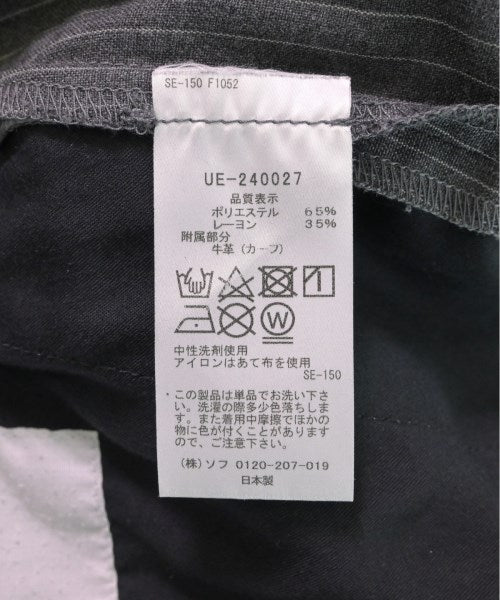 SE-150 F1052
UE-240027
品質表示
ポリエステル 65%
レーヨン 35%
附属部分
牛革（カーフ）
W
中性洗剤使用
アイロンはあて布を使用
SE-150
・この製品は単品でお洗い下さ
い。洗濯の際多少色落ちしま
す。また着用中摩擦でほかの
物に色が付くことがあります
ので、ご注意下さい。
（株）ソフ 0120-207-019
日本製